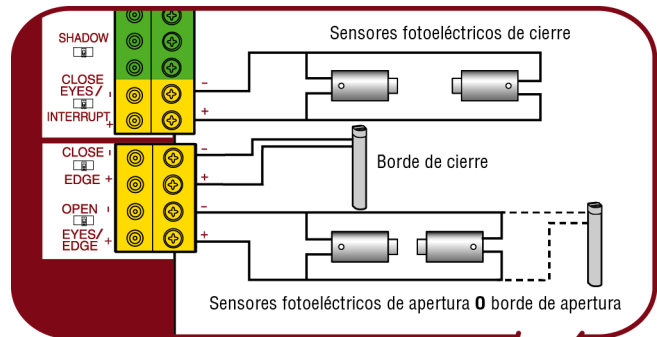 SHADOW
CLOSE
EYES/ -
INTERRUPT +
- 
+
Sensores fotoeléctricos de cierre
CLOSE -
EDGE +
-
+
Borde de cierre
OPEN -
EYES/ +
EDGE
-
+
Sensores fotoeléctricos de apertura O borde de apertura